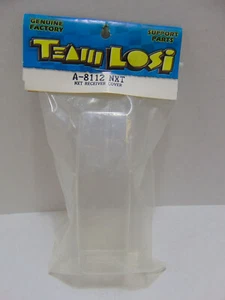 GENUINE FACTORY
SUPPORT PARTS
TEAM LOSI
A-8112 NXT
NXT RECEIVER COVER